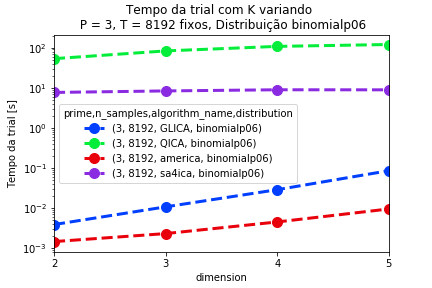 Tempo da trial com K variando
P = 3, T = 8192 fixos, Distribuição binomialp06
10²
10¹
10⁰
10⁻¹
10⁻²
10⁻³
Tempo da trial [s]
prime,n_samples,algorithm_name,distribution
(3, 8192, GLICA, binomialp06)
(3, 8192, QICA, binomialp06)
(3, 8192, america, binomialp06)
(3, 8192, sa4ica, binomialp06)
2 3 4 5
dimension